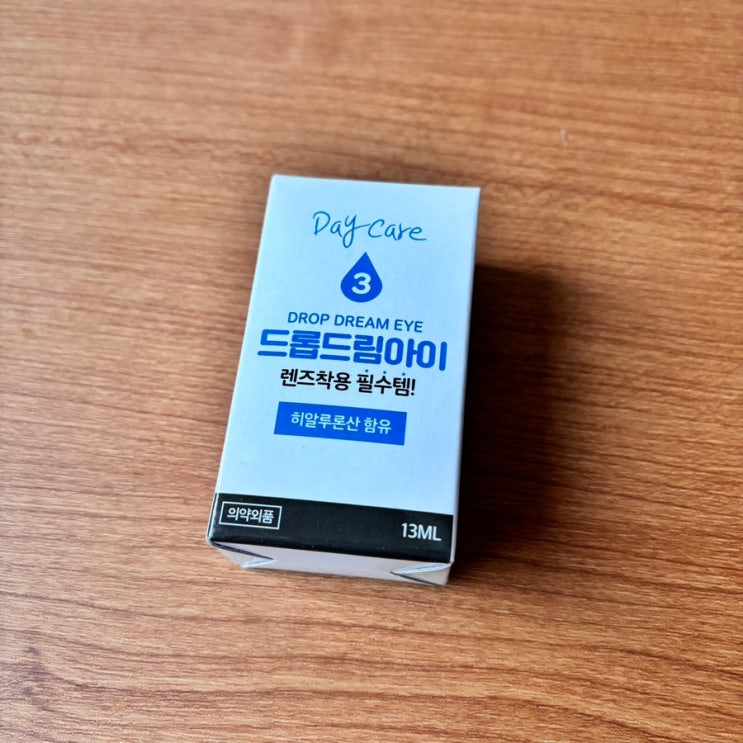 Day Care
3
DROP DREAM EYE
드롭드림아이
렌즈착용 필수템!
히알루론산 함유
의약외품
13ML